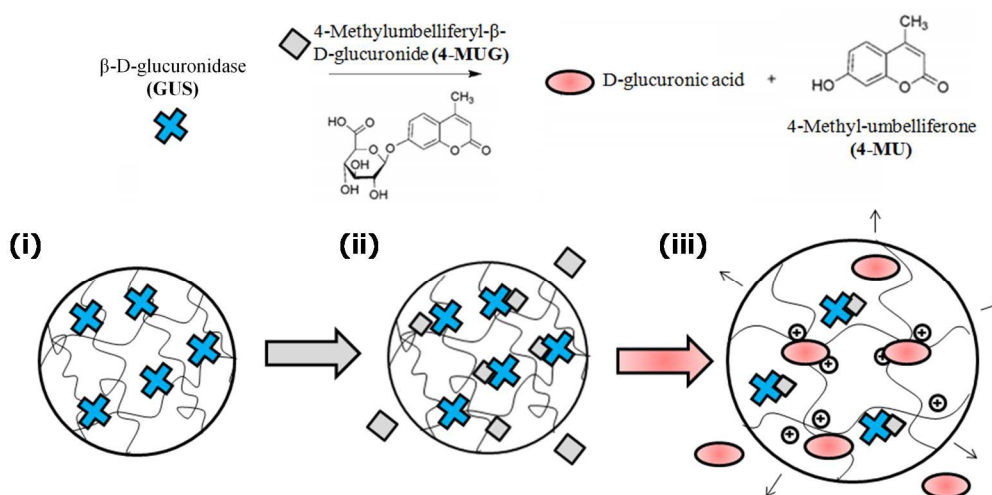 β-D-glucuronidase
(GUS)
4-Methylumbelliferyl-β-
D-glucuronide (4-MUG)
CH₃
HO
O
O
O
O
O
O
OH
OH
OH
D-glucuronic acid
+
CH₃
HO
O
O
4-Methyl-umbelliferone
(4-MU)
(i)
(ii)
(iii)
+
+
+
+
+
+
+